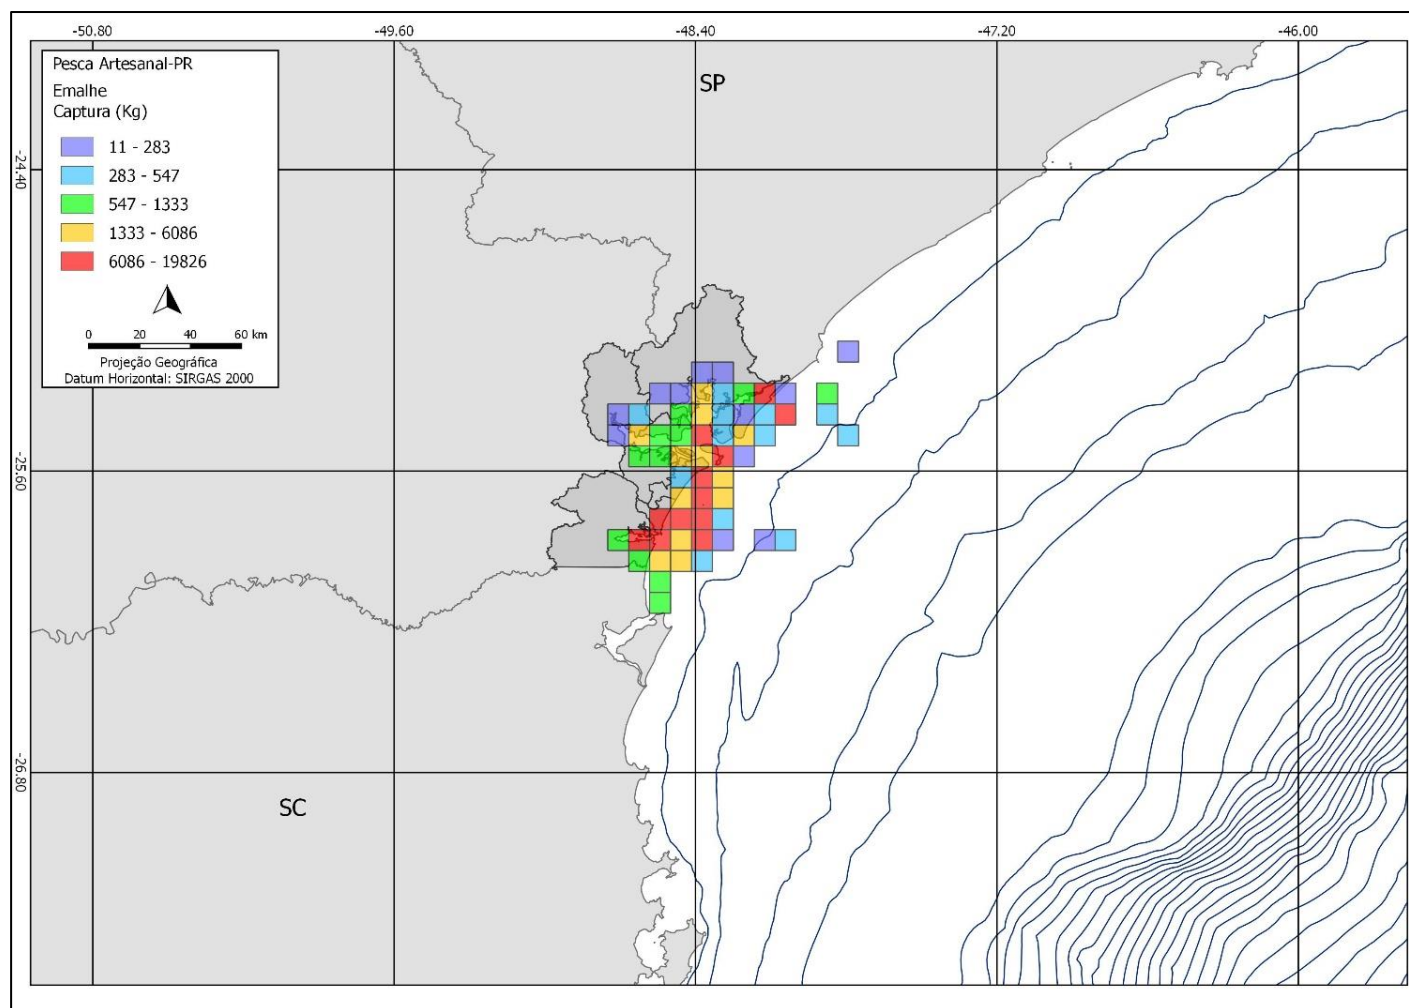 -50.80 -49.60 -48.40 -47.20 -46.00
Pesca Artesanal-PR
Emalhe
Captura (Kg)
11 - 283
283 - 547
547 - 1333
1333 - 6086
6086 - 19826
0 20 40 60 km
Projeção Geográfica
Datum Horizontal: SIRGAS 2000
SP
-24.40
-25.60
-26.80
SC